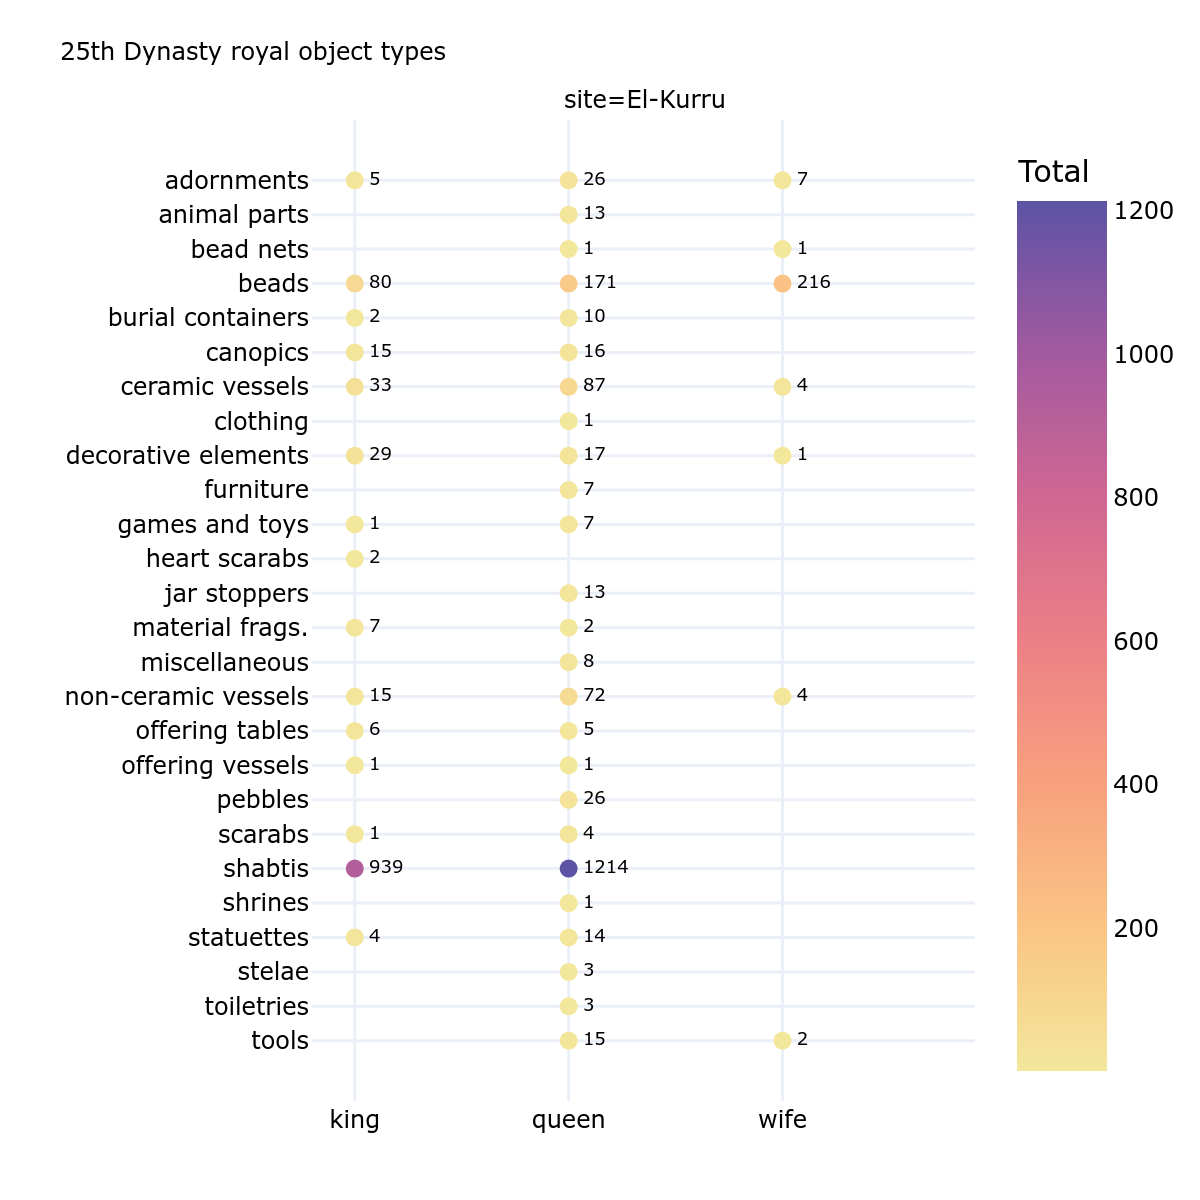 25th Dynasty royal object types
site=El-Kurru
Total
adornments 5 26 7
animal parts 13
bead nets 1 1
beads 80 171 216
burial containers 2 10
canopics 15 16
ceramic vessels 33 87 4
clothing 1
decorative elements 29 17 1
furniture 7
games and toys 1 7
heart scarabs 2
jar stoppers 13
material frags. 7 2
miscellaneous 8
non-ceramic vessels 15 72 4
offering tables 6 5
offering vessels 1 1
pebbles 26
scarabs 1 4
shabtis 939 1214
shrines 1
statuettes 4 14
stelae 3
toiletries 3
tools 15 2
king queen wife
1200
1000
800
600
400
200